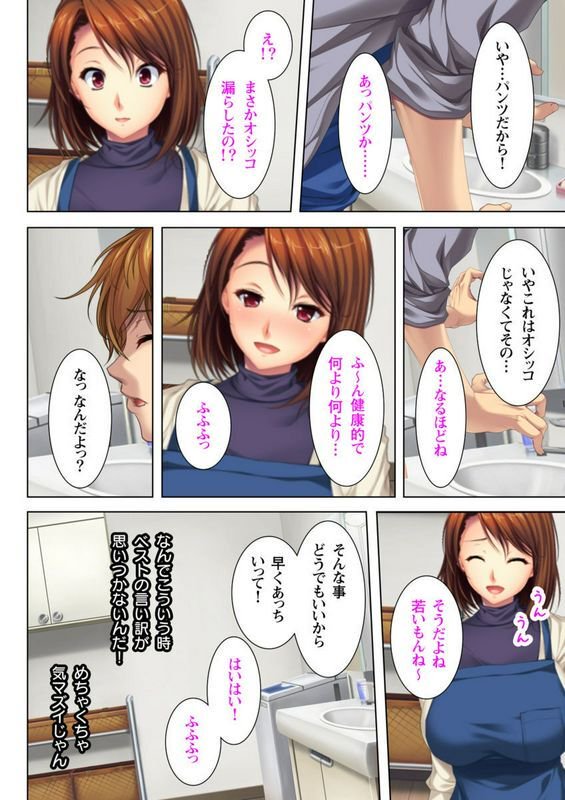 いや…パンツだから！
あっパンツか……
え！？
まさかオシッコ
漏らしたの！？
いやこれはオシッコ
じゃなくてその…
あ…なるほどね
ふ〜ん健康的で
何より何より…
ふふふっ
なっ なんだよっ？
うん
うん
そうだよね
若いもんね〜
そんな事
どうでもいいから
早くあっち
いって！
はいはい！
ふふふっ
なんでこういう時
ベストの言い訳が
思いつかないんだ！
めちゃくちゃ
気マズイじゃん